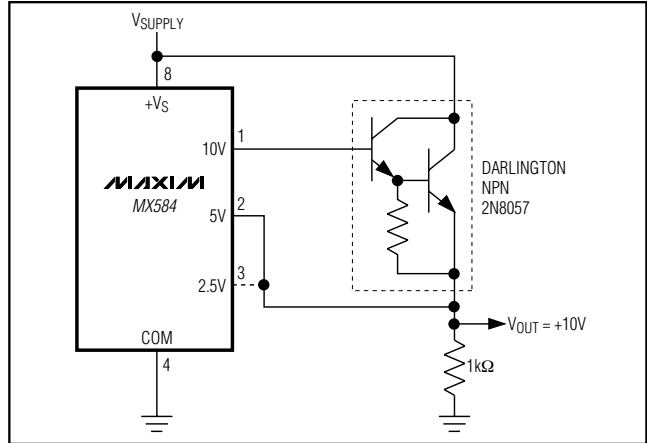 VSUPPLY
8
+VS
10V
1
MAXIM
MX584
5V
2
2.5V
3
COM
4
DARLINGTON
NPN
2N8057
VOUT = +10V
1kΩ